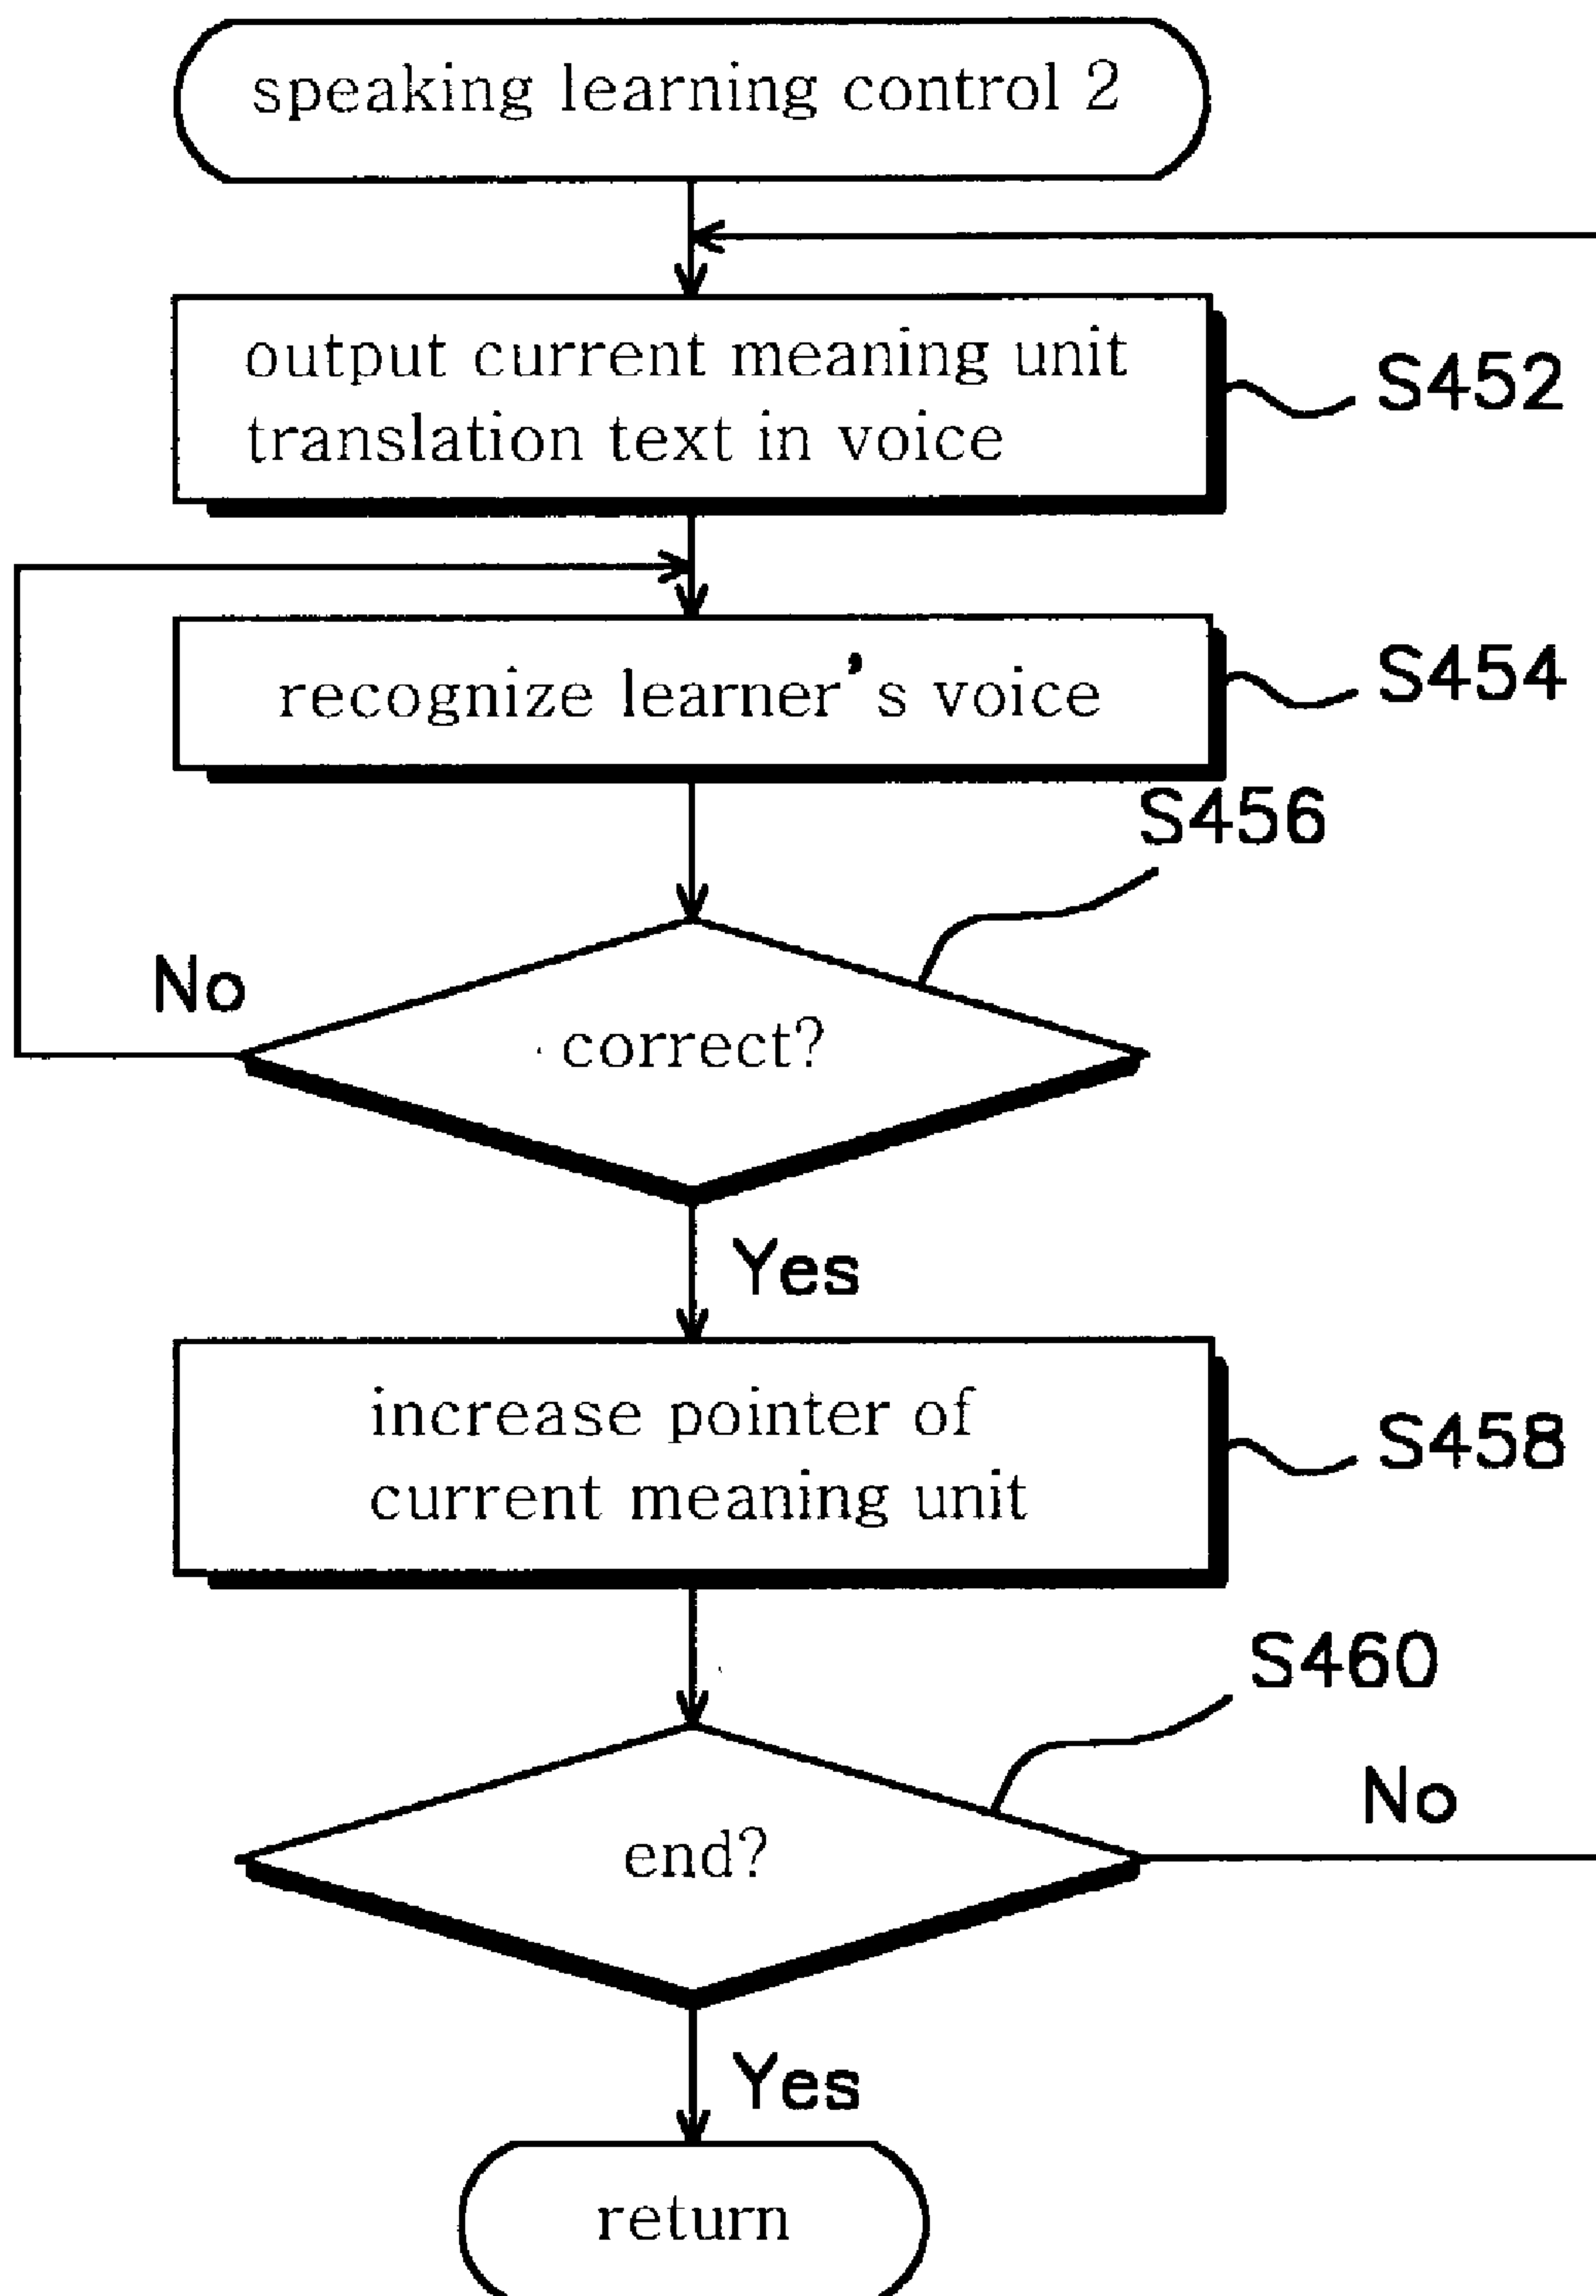 speaking learning control 2
output current meaning unit
translation text in voice
S452
recognize learner's voice
S454
S456
No
correct?
Yes
increase pointer of
current meaning unit
S458
S460
No
end?
Yes
return